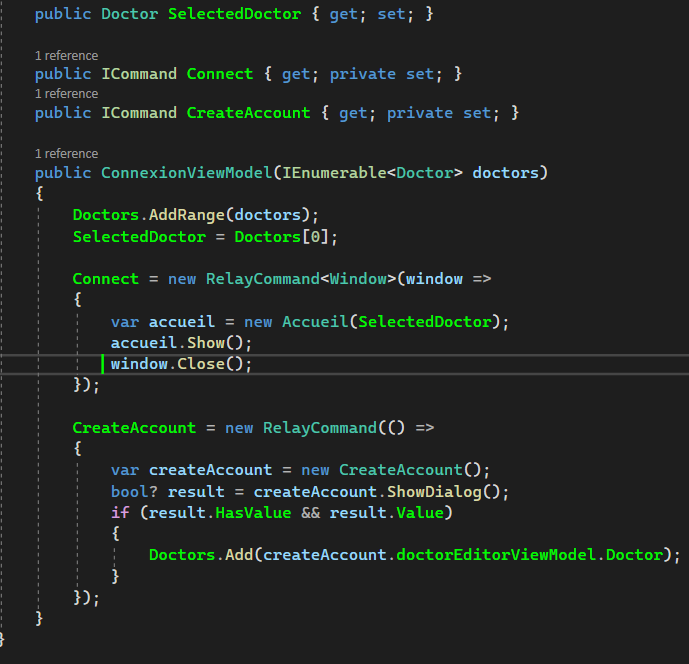 public Doctor SelectedDoctor { get; set; }
1 reference
public ICommand Connect { get; private set; }
1 reference
public ICommand CreateAccount { get; private set; }
1 reference
public ConnexionViewModel(IEnumerable<Doctor> doctors)
{
Doctors.AddRange(doctors);
SelectedDoctor = Doctors[0];
Connect = new RelayCommand<Window>(window =>
{
var accueil = new Accueil(SelectedDoctor);
accueil.Show();
window.Close();
});
CreateAccount = new RelayCommand(() =>
{
var createAccount = new CreateAccount();
bool? result = createAccount.ShowDialog();
if (result.HasValue && result.Value)
{
Doctors.Add(createAccount.doctorEditorViewModel.Doctor);
}
});
}
}